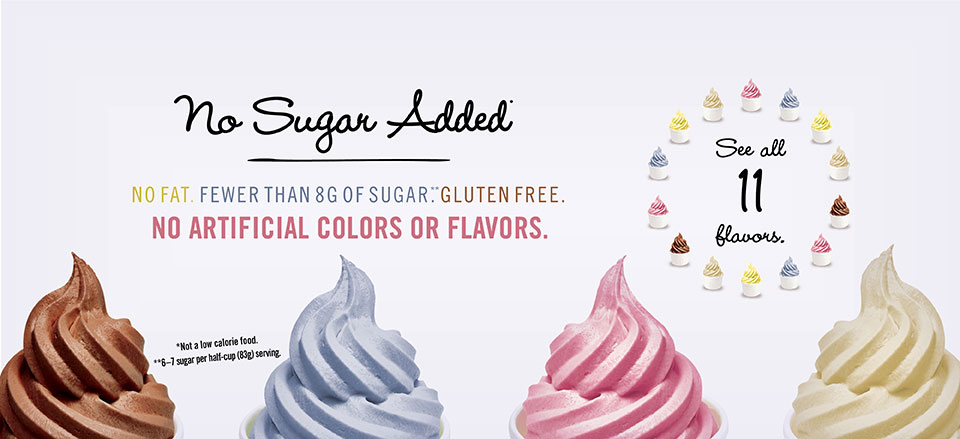 No Sugar Added*
NO FAT. FEWER THAN 8G OF SUGAR.** GLUTEN FREE.
NO ARTIFICIAL COLORS OR FLAVORS.
See all
11
flavors.
*Not a low calorie food.
**6–7 sugar per half-cup (83g) serving.